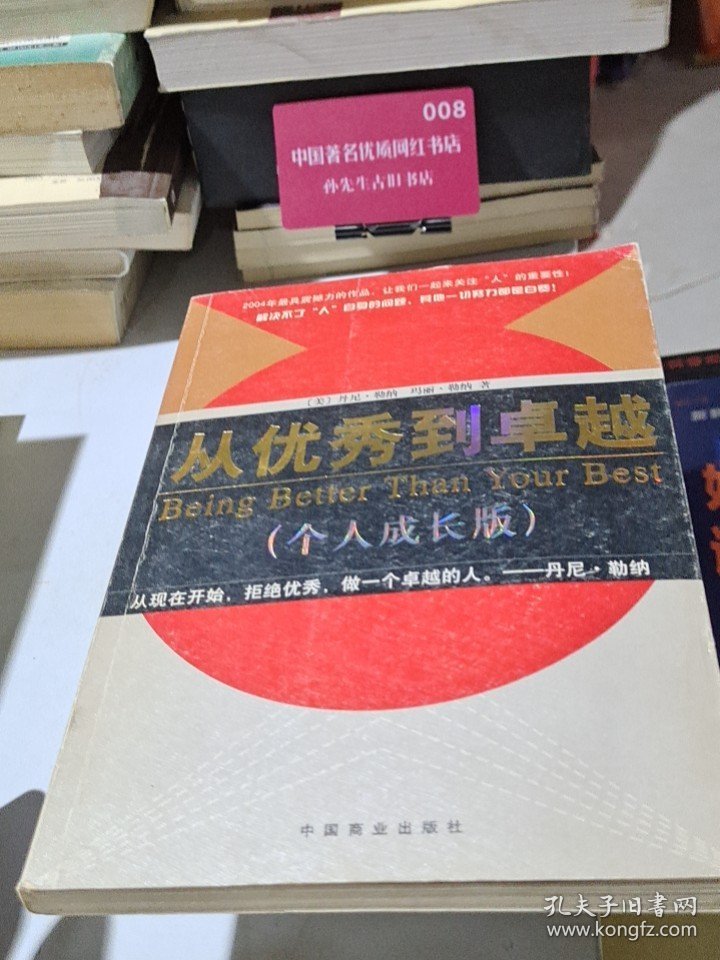 008
中国著名优质网红书店
孙先生古旧书店
2004年最具震撼力的作品，让我们一起来关注“人”的重要性！
解决不了“人”自身的问题，其他一切努力都是白费！
（美）丹尼·勒纳 玛丽·勒纳 著
从优秀到卓越
Being Better Than Your Best
（个人成长版）
从现在开始，拒绝优秀，做一个卓越的人。——丹尼·勒纳
中国商业出版社
孔夫子旧书网
www.kongfz.com